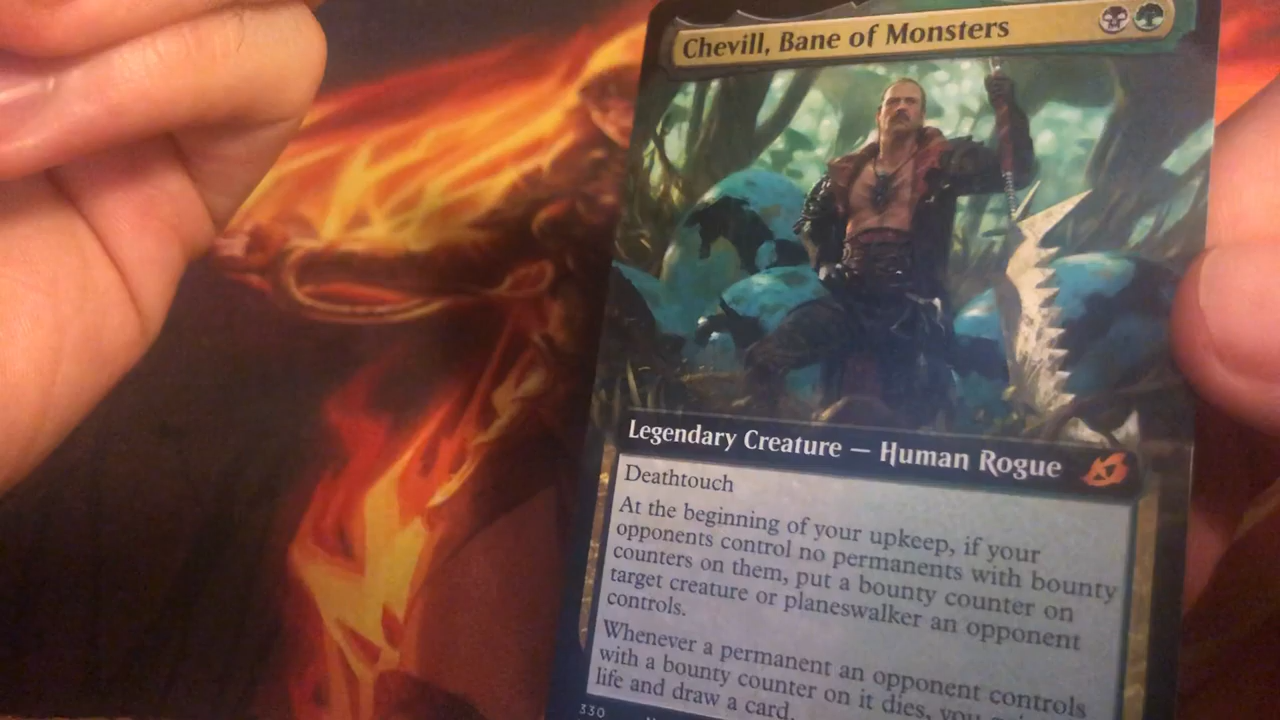 Chevill, Bane of Monsters
Legendary Creature — Human Rogue
Deathtouch
At the beginning of your upkeep, if your
opponents control no permanents with bounty
counters on them, put a bounty counter on
target creature or planeswalker an opponent
controls.
Whenever a permanent an opponent controls
with a bounty counter on it dies, you
life and draw a card.
330